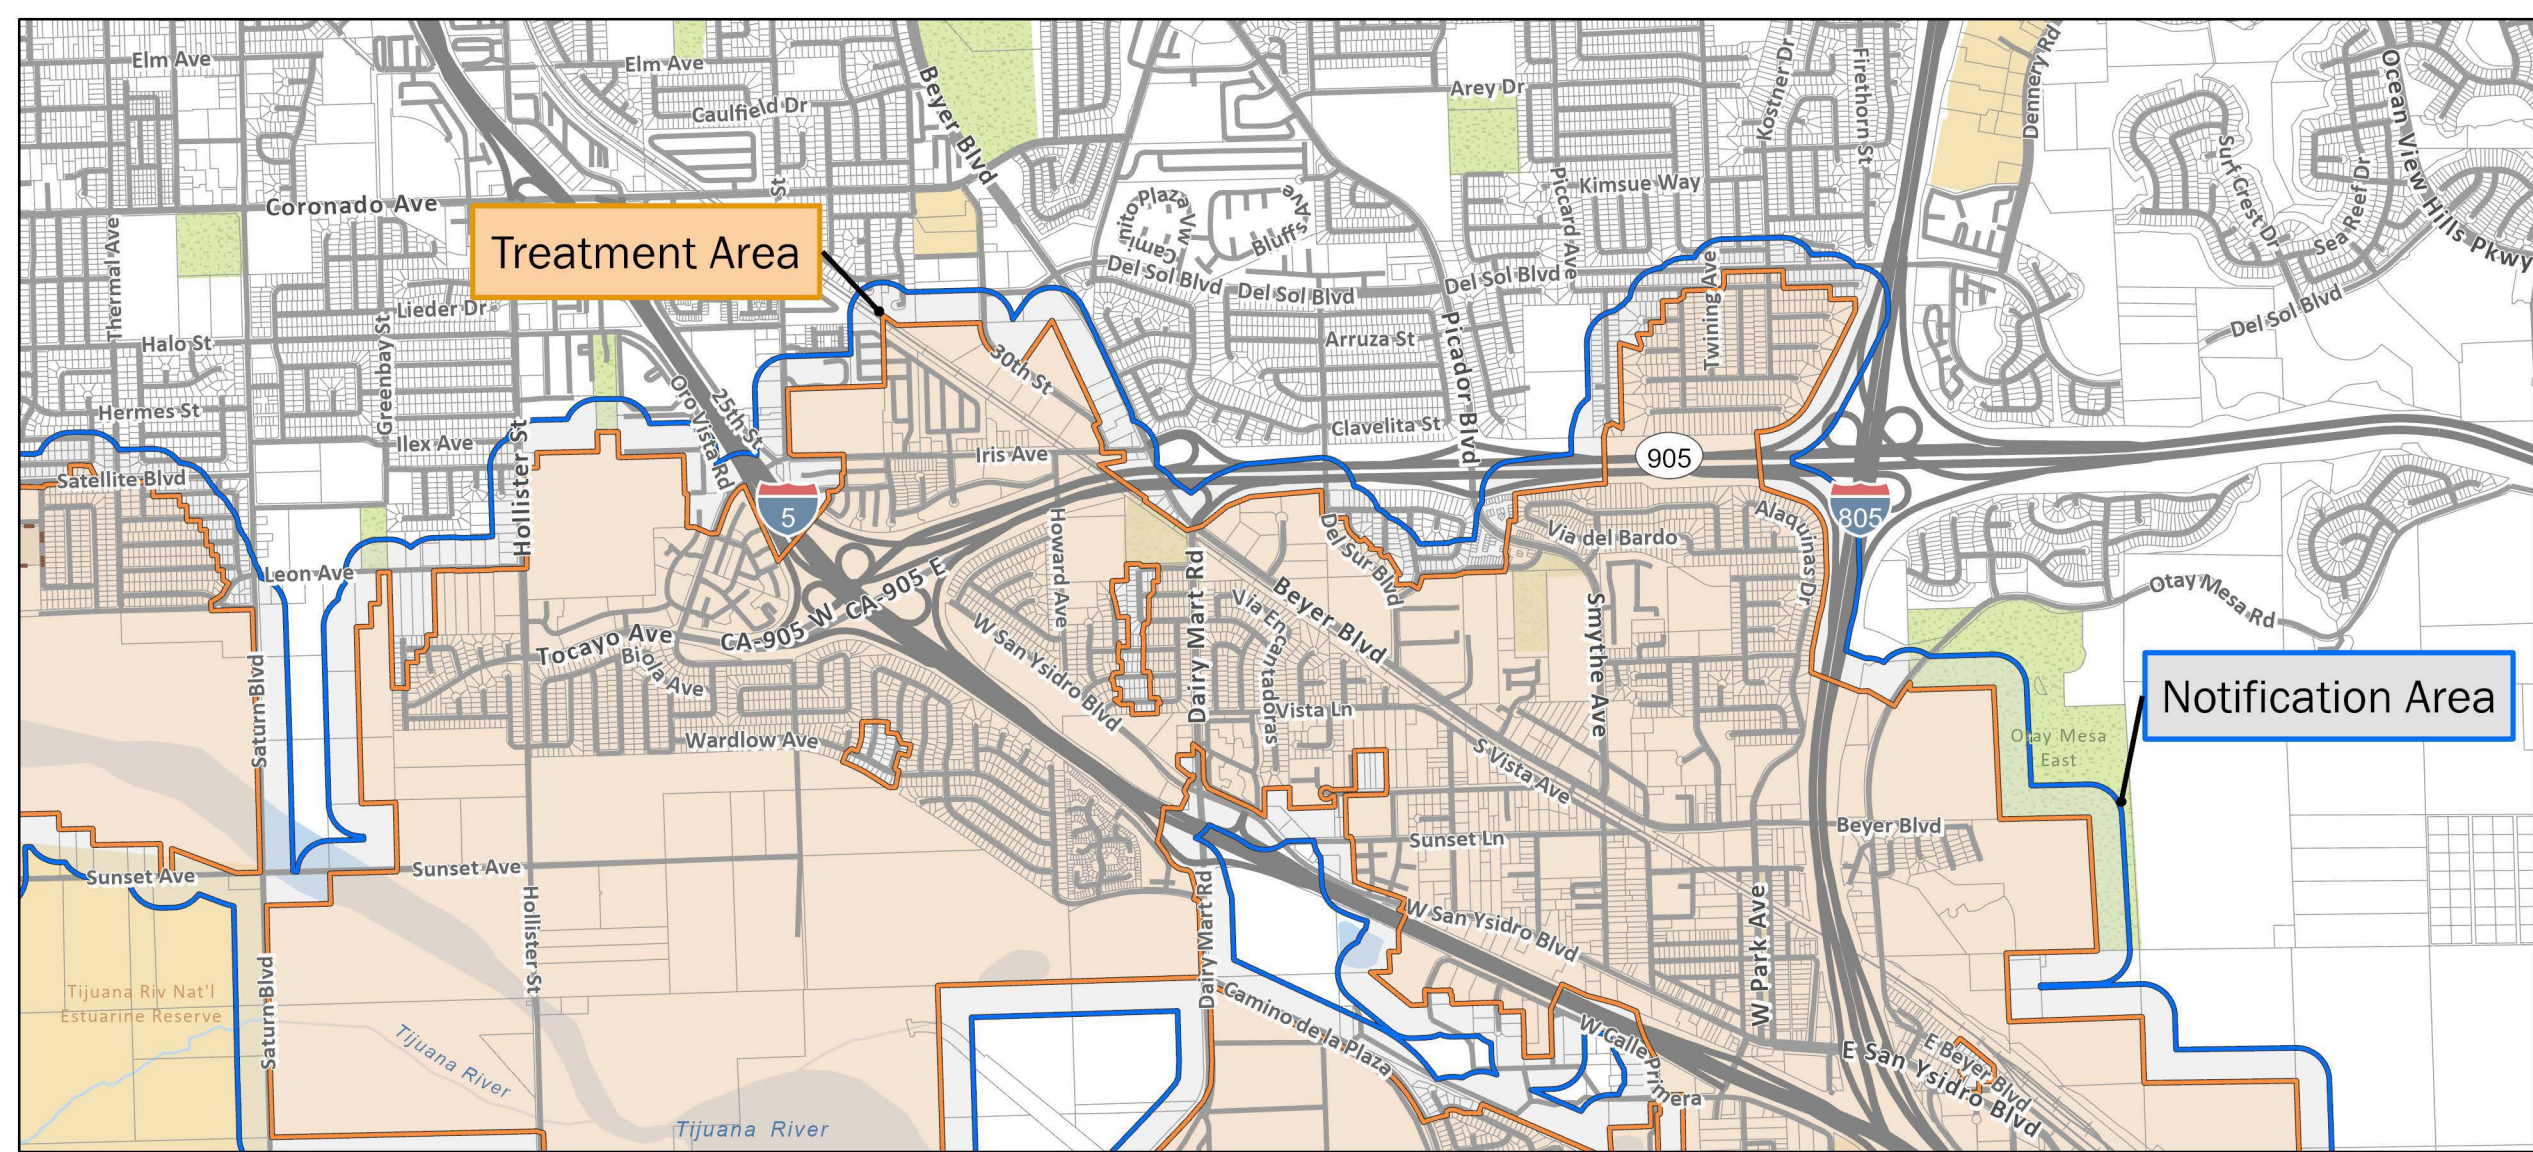 Elm Ave
Elm Ave
Caulfield Dr
Beyer Blvd
Arey Dr
Kostner Dr
Firethorn St
Dennery Rd
Ocean View Hills Pkwy
Surf Crest Dr
Sea Reef Dr
Del Sol Blvd
Coronado Ave
St
Thermal Ave
Treatment Area
Cami-
nito Plaza Vw
Bluffs Ave
Kimsue Way
Piccard Ave
Del Sol Blvd
Del Sol Blvd
Del Sol Blvd
Twining Ave
Lieder Dr
Halo St
Greenbay St
Hermes St
Ilex Ave
Hollister St
Oro Vista Rd
25th St
30th St
Arruza St
Picador Blvd
Clavelita St
Iris Ave
905
Satellite Blvd
5
805
Leon Ave
Howard Ave
Del Sur Blvd
Via del Bardo
Alaquinas Dr
Otay Mesa Rd
CA-905 W
CA-905 E
Tocayo Ave
Biola Ave
W San Ysidro Blvd
Dairy Mart Rd
Via Encantadoras
Beyer Blvd
Smythe Ave
Saturn Blvd
Wardlow Ave
Vista Ln
S Vista Ave
Otay Mesa
East
Notification Area
Sunset Ave
Sunset Ave
Sunset Ln
Beyer Blvd
Hollister St
Dairy Mart Rd
W San Ysidro Blvd
W Park Ave
Saturn Blvd
Tijuana Riv Nat'l
Estuarine Reserve
Tijuana River
Tijuana River
Camino de la Plaza
W Calle Primera
E San Ysidro Blvd
E Beyer Blvd